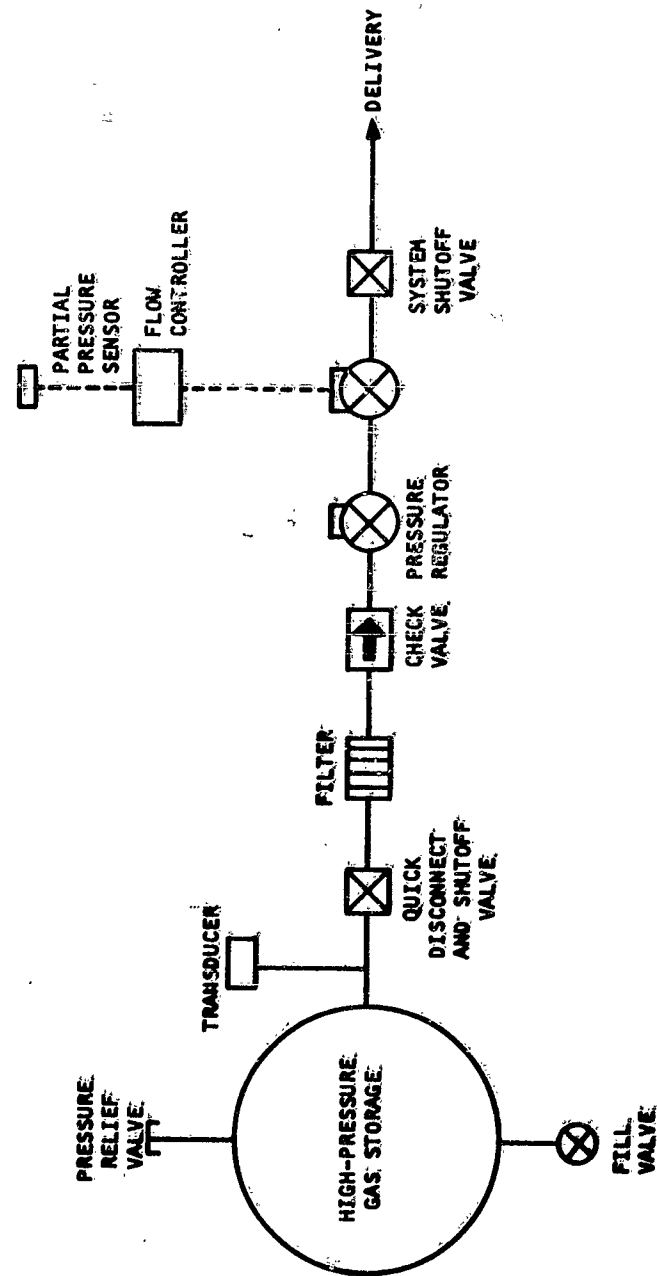 PRESSURE
RELIEF
VALVE
TRANSDUCER
HIGH-PRESSURE
GAS STORAGE
FILL
VALVE
QUICK
DISCONNECT
AND SHUTOFF
VALVE
FILTER
CHECK
VALVE
PRESSURE
REGULATOR
PARTIAL
PRESSURE
SENSOR
FLOW
CONTROLLER
SYSTEM
SHUTOFF
VALVE
DELIVERY